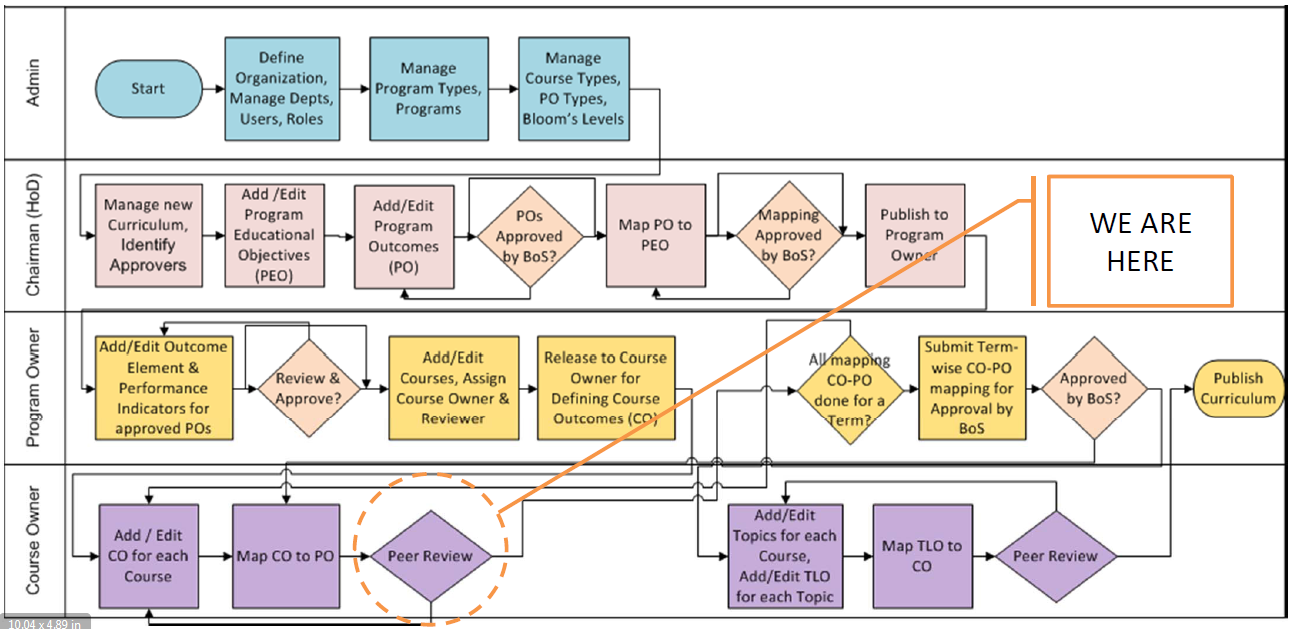 Admin
Start
Define
Organization,
Manage Depts,
Users, Roles
Manage
Program Types,
Programs
Manage
Course Types,
PO Types,
Bloom's Levels
Chairman (HoD)
Manage new
Curriculum,
Identify
Approvers
Add /Edit
Program
Educational
Objectives
(PEO)
Add/Edit
Program
Outcomes
(PO)
POs
Approved
by BoS?
Map PO to
PEO
Mapping
Approved
by BoS?
Publish to
Program
Owner
WE ARE
HERE
Program Owner
Add/Edit Outcome
Element &
Performance
Indicators for
approved POs
Review &
Approve?
Add/Edit
Courses, Assign
Course Owner &
Reviewer
Release to Course
Owner for
Defining Course
Outcomes (CO)
All mapping
CO-PO
done for a
Term?
Submit Term-
wise CO-PO
mapping for
Approval by
BoS
Approved
by BoS?
Publish
Curriculum
Course Owner
Add / Edit
CO for each
Course
Map CO to PO
Peer Review
Add/Edit
Topics for each
Course,
Add/Edit TLO
for each Topic
Map TLO to
CO
Peer Review
10.04 x 4.89 in